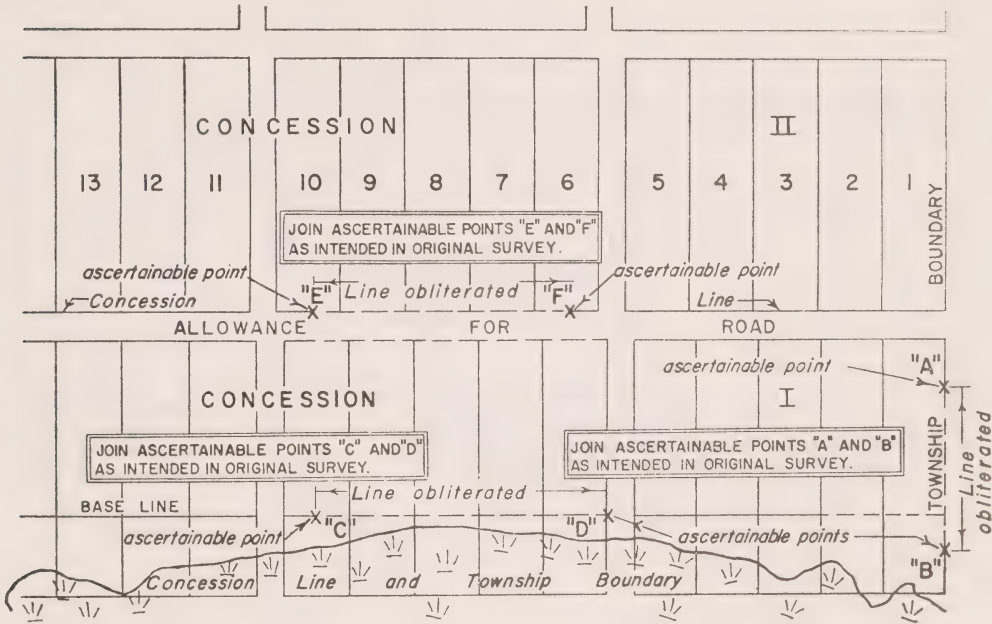 CONCESSION II
13 12 11 10 9 8 7 6 5 4 3 2 1
BOUNDARY
JOIN ASCERTAINABLE POINTS "E" AND "F"
AS INTENDED IN ORIGINAL SURVEY.
ascertainable point
"E"
Line obliterated
"F"
ascertainable point
Concession
Line
ALLOWANCE FOR ROAD
ascertainable point
"A"
CONCESSION I
JOIN ASCERTAINABLE POINTS "C" AND "D"
AS INTENDED IN ORIGINAL SURVEY.
JOIN ASCERTAINABLE POINTS "A" AND "B"
AS INTENDED IN ORIGINAL SURVEY.
TOWNSHIP
Line
obliterated
Line obliterated
BASE LINE
ascertainable point
"C"
"D"
ascertainable points
"B"
Concession Line and Township Boundary